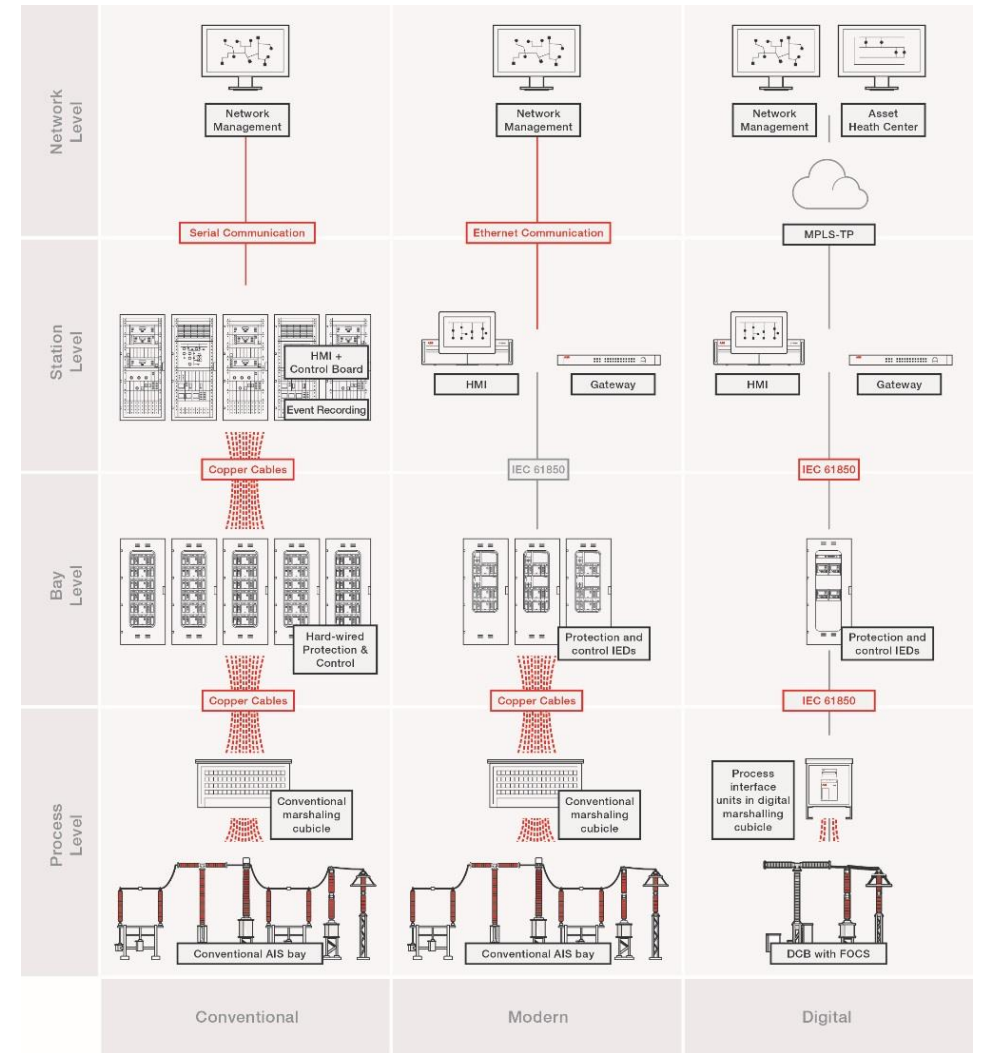 Network
Level
Network
Management
Network
Management
Network
Management
Asset
Heath Center
Serial Communication
Ethernet Communication
MPLS-TP
Station
Level
HMI +
Control Board
Event Recording
HMI
Gateway
HMI
Gateway
Copper Cables
IEC 61850
IEC 61850
Bay
Level
Hard-wired
Protection &
Control
Protection and
control IEDs
Protection and
control IEDs
Copper Cables
Copper Cables
IEC 61850
Process
Level
Conventional
marshaling
cubicle
Conventional
marshaling
cubicle
Process
interface
units in digital
marshalling
cubicle
Conventional AIS bay
Conventional AIS bay
DCB with FOCS
Conventional
Modern
Digital